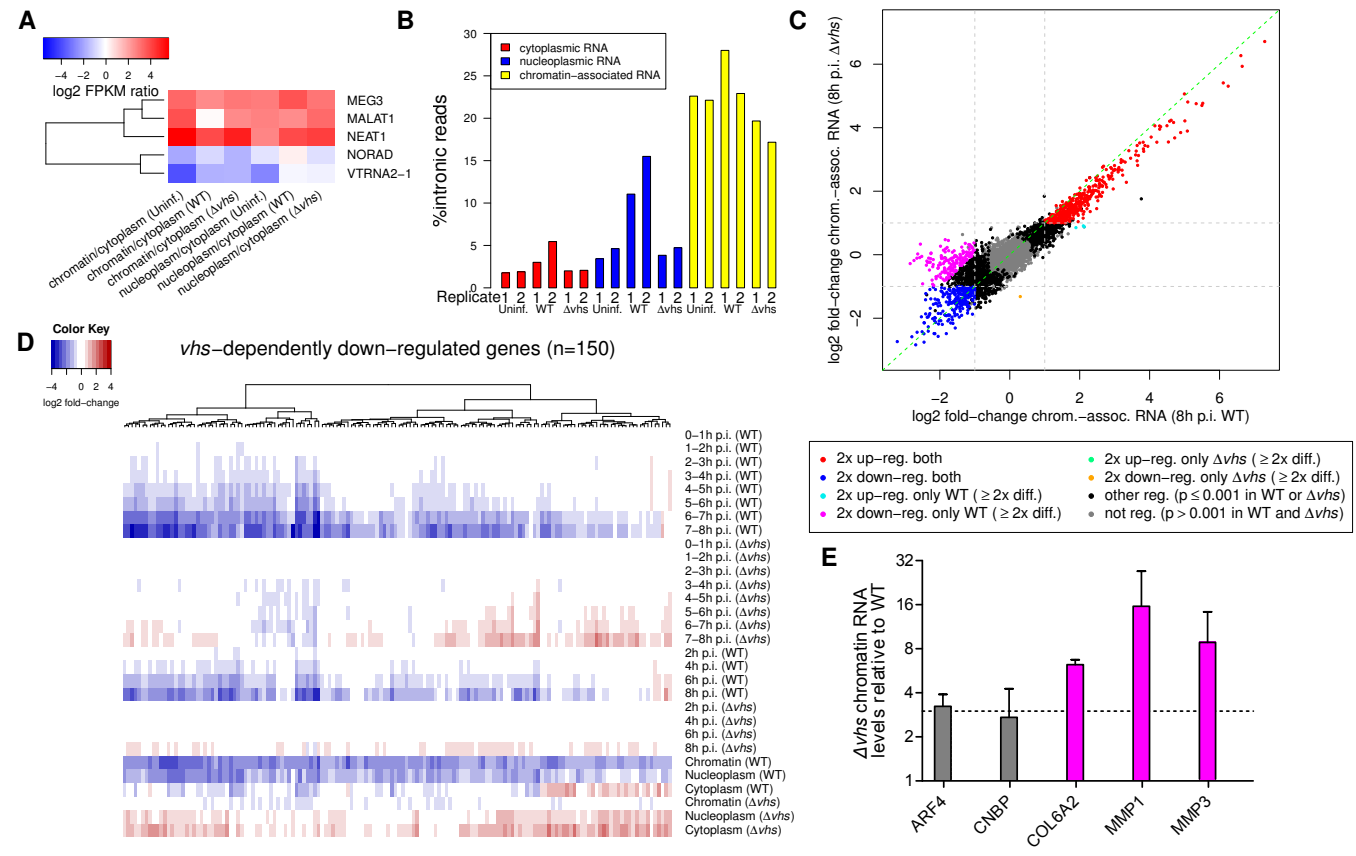 A
−4 −2 0 2 4
log2 FPKM ratio
MEG3
MALAT1
NEAT1
NORAD
VTRNA2−1
chromatin/cytoplasm (Uninf.)
chromatin/cytoplasm (WT)
chromatin/cytoplasm (Δvhs)
nucleoplasm/cytoplasm (Uninf.)
nucleoplasm/cytoplasm (WT)
nucleoplasm/cytoplasm (Δvhs)
B
%intronic reads
30
25
20
15
10
5
0
cytoplasmic RNA
nucleoplasmic RNA
chromatin−associated RNA
Replicate 1 2 1 2 1 2 1 2 1 2 1 2 1 2 1 2 1 2
Uninf. WT Δvhs Uninf. WT Δvhs Uninf. WT Δvhs
C
log2 fold−change chrom.−assoc. RNA (8h p.i. Δvhs)
6
4
2
0
−2
−2 0 2 4 6
log2 fold−change chrom.−assoc. RNA (8h p.i. WT)
2x up−reg. both
2x down−reg. both
2x up−reg. only WT (≥2x diff.)
2x down−reg. only WT (≥2x diff.)
2x up−reg. only Δvhs (≥2x diff.)
2x down−reg. only Δvhs (≥2x diff.)
other reg. (p≤0.001 in WT or Δvhs)
not reg. (p>0.001 in WT and Δvhs)
D
Color Key
−4 −2 0 2 4
log2 fold−change
vhs−dependently down−regulated genes (n=150)
0−1h p.i. (WT)
1−2h p.i. (WT)
2−3h p.i. (WT)
3−4h p.i. (WT)
4−5h p.i. (WT)
5−6h p.i. (WT)
6−7h p.i. (WT)
7−8h p.i. (WT)
0−1h p.i. (Δvhs)
1−2h p.i. (Δvhs)
2−3h p.i. (Δvhs)
3−4h p.i. (Δvhs)
4−5h p.i. (Δvhs)
5−6h p.i. (Δvhs)
6−7h p.i. (Δvhs)
7−8h p.i. (Δvhs)
2h p.i. (WT)
4h p.i. (WT)
6h p.i. (WT)
8h p.i. (WT)
2h p.i. (Δvhs)
4h p.i. (Δvhs)
6h p.i. (Δvhs)
8h p.i. (Δvhs)
Chromatin (WT)
Nucleoplasm (WT)
Cytoplasm (WT)
Chromatin (Δvhs)
Nucleoplasm (Δvhs)
Cytoplasm (Δvhs)
E
Δvhs chromatin RNA
levels relative to WT
32
16
8
4
2
1
ARF4
CNBP
COL6A2
MMP1
MMP3